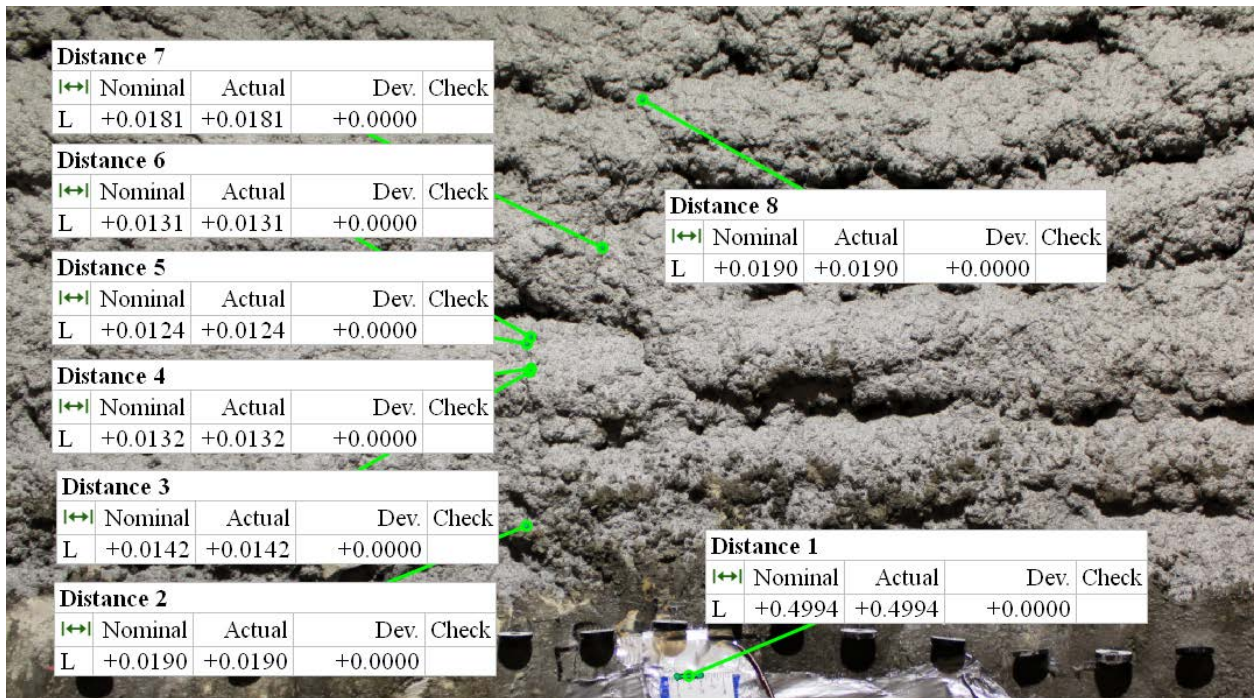 Distance 7
Nominal Actual Dev. Check
L +0.0181 +0.0181 +0.0000
Distance 6
Nominal Actual Dev. Check
L +0.0131 +0.0131 +0.0000
Distance 5
Nominal Actual Dev. Check
L +0.0124 +0.0124 +0.0000
Distance 4
Nominal Actual Dev. Check
L +0.0132 +0.0132 +0.0000
Distance 3
Nominal Actual Dev. Check
L +0.0142 +0.0142 +0.0000
Distance 2
Nominal Actual Dev. Check
L +0.0190 +0.0190 +0.0000
Distance 8
Nominal Actual Dev. Check
L +0.0190 +0.0190 +0.0000
Distance 1
Nominal Actual Dev. Check
L +0.4994 +0.4994 +0.0000